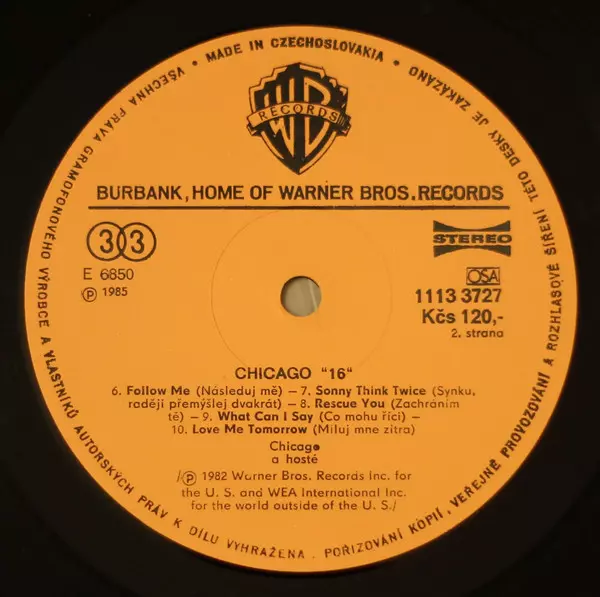 • MADE IN CZECHOSLOVAKIA •
VŠECHNA PRÁVA GRAMOFONOVÉHO VÝROBCE A VLASTNÍKŮ AUTORSKÝCH PRÁV K DÍLU VYHRAŽENA. POŘIZOVÁNÍ KOPIÍ, VEŘEJNÉ PROVOZOVÁNÍ A ROZHLASOVÉ ŠÍŘENÍ TÉTO DESKY JE ZAKÁZÁNO
WB
RECORDS
BURBANK, HOME OF WARNER BROS. RECORDS
33
E 6850
Ⓟ 1985
STEREO
OSA
1113 3727
Kčs 120,-
2. strana
CHICAGO "16"
6. Follow Me (Následuj mě) — 7. Sonny Think Twice (Synku,
raději přemýšlej dvakrát) — 8. Rescue You (Zachráním
tě) — 9. What Can I Say (Co mohu říci) —
10. Love Me Tomorrow (Miluj mne zítra)
Chicago
a hosté
/Ⓟ 1982 Warner Bros. Records Inc. for
the U. S. and WEA International Inc.
for the world outside of the U. S./